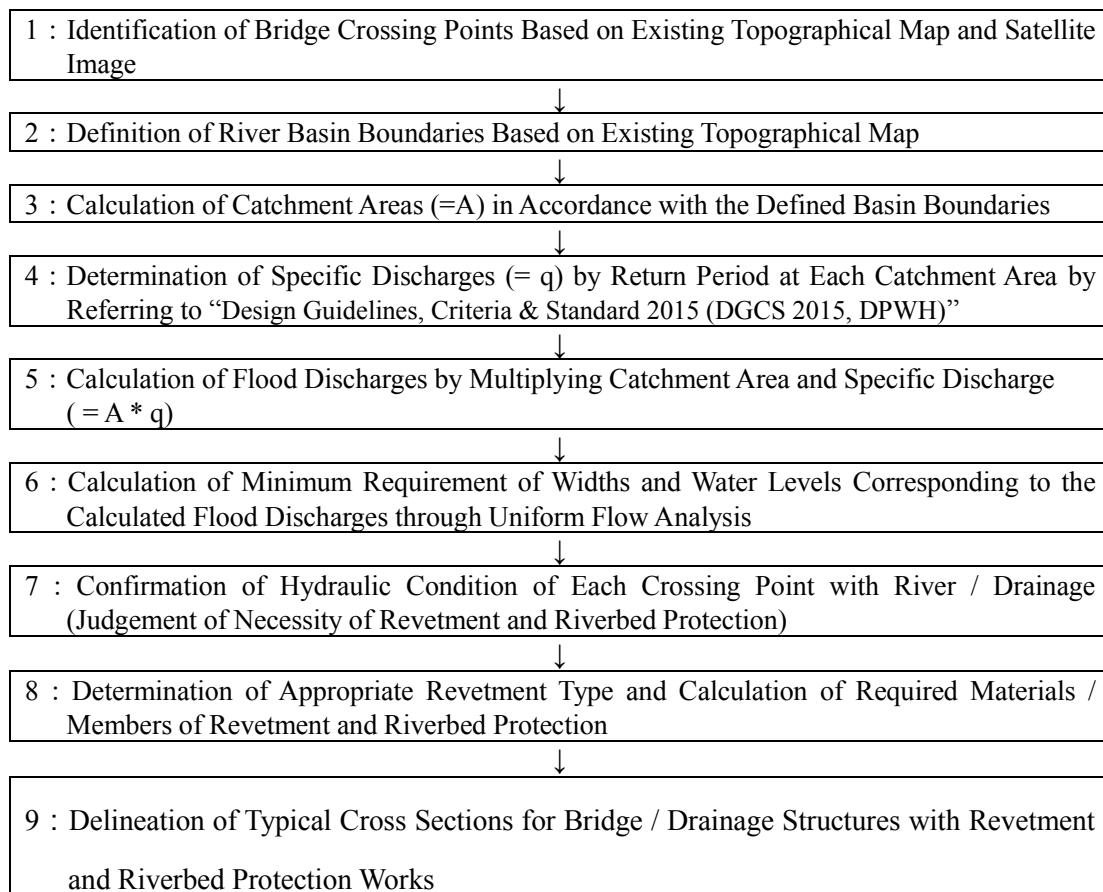 1 : Identification of Bridge Crossing Points Based on Existing Topographical Map and Satellite
Image
↓
2 : Definition of River Basin Boundaries Based on Existing Topographical Map
↓
3 : Calculation of Catchment Areas (=A) in Accordance with the Defined Basin Boundaries
↓
4 : Determination of Specific Discharges (= q) by Return Period at Each Catchment Area by
Referring to “Design Guidelines, Criteria & Standard 2015 (DGCS 2015, DPWH)”
↓
5 : Calculation of Flood Discharges by Multiplying Catchment Area and Specific Discharge
( = A * q)
↓
6 : Calculation of Minimum Requirement of Widths and Water Levels Corresponding to the
Calculated Flood Discharges through Uniform Flow Analysis
↓
7 : Confirmation of Hydraulic Condition of Each Crossing Point with River / Drainage
(Judgement of Necessity of Revetment and Riverbed Protection)
↓
8 : Determination of Appropriate Revetment Type and Calculation of Required Materials /
Members of Revetment and Riverbed Protection
↓
9 : Delineation of Typical Cross Sections for Bridge / Drainage Structures with Revetment
and Riverbed Protection Works